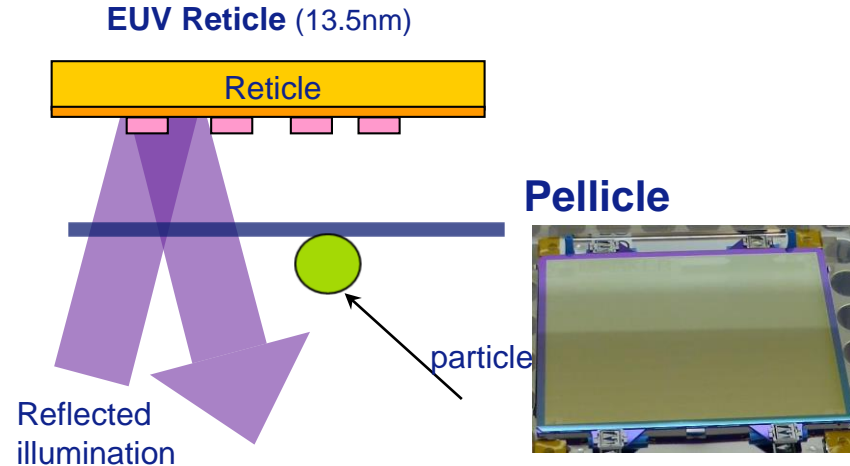 EUV Reticle (13.5nm)
Reticle
Pellicle
particle
Reflected
illumination